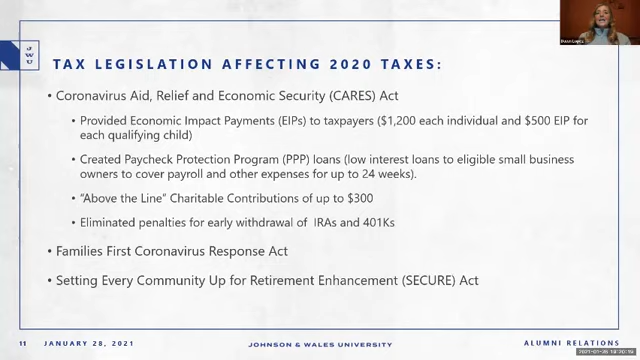 J
W
U
TAX LEGISLATION AFFECTING 2020 TAXES:
• Coronavirus Aid, Relief and Economic Security (CARES) Act
• Provided Economic Impact Payments (EIPs) to taxpayers ($1,200 each individual and $500 EIP for
each qualifying child)
• Created Paycheck Protection Program (PPP) loans (low interest loans to eligible small business
owners to cover payroll and other expenses for up to 24 weeks).
• “Above the Line” Charitable Contributions of up to $300
• Eliminated penalties for early withdrawal of IRAs and 401Ks
• Families First Coronavirus Response Act
• Setting Every Community Up for Retirement Enhancement (SECURE) Act
11 JANUARY 28, 2021
JOHNSON & WALES UNIVERSITY
ALUMNI RELATIONS